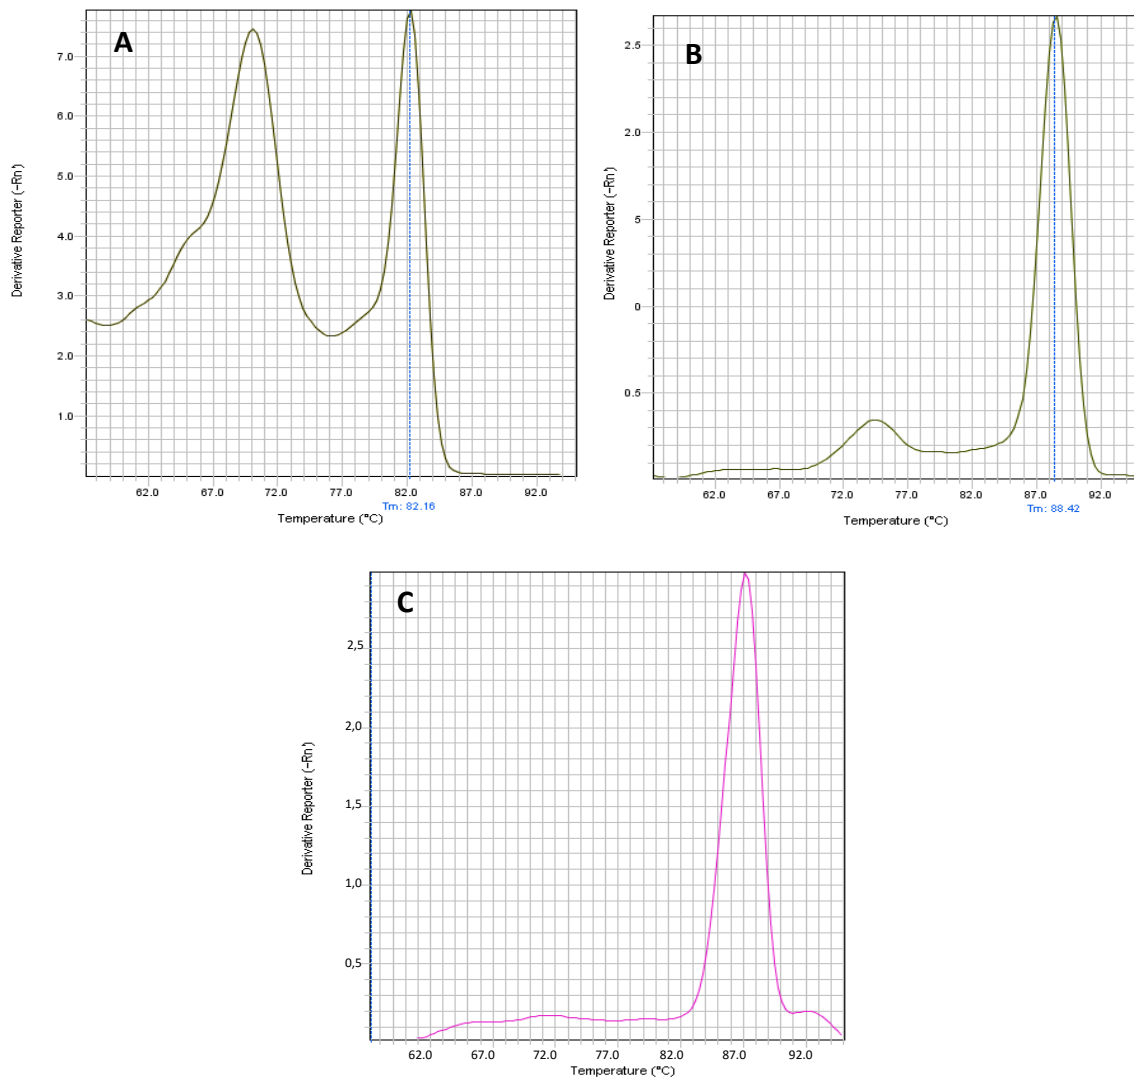 A
7.0
6.0
5.0
4.0
3.0
2.0
1.0
Derivative Reporter (-Rn')
62.0 67.0 72.0 77.0 82.0 87.0 92.0
Tm: 82.16
Temperature (°C)
B
2.5
2.0
5
0
0.5
Derivative Reporter (-Rn')
62.0 67.0 72.0 77.0 82.0 87.0 92.0
Tm: 88.42
Temperature (°C)
C
2,5
2,0
1,5
1,0
0,5
Derivative Reporter (-Rn')
62.0 67.0 72.0 77.0 82.0 87.0 92.0
Temperature (°C)